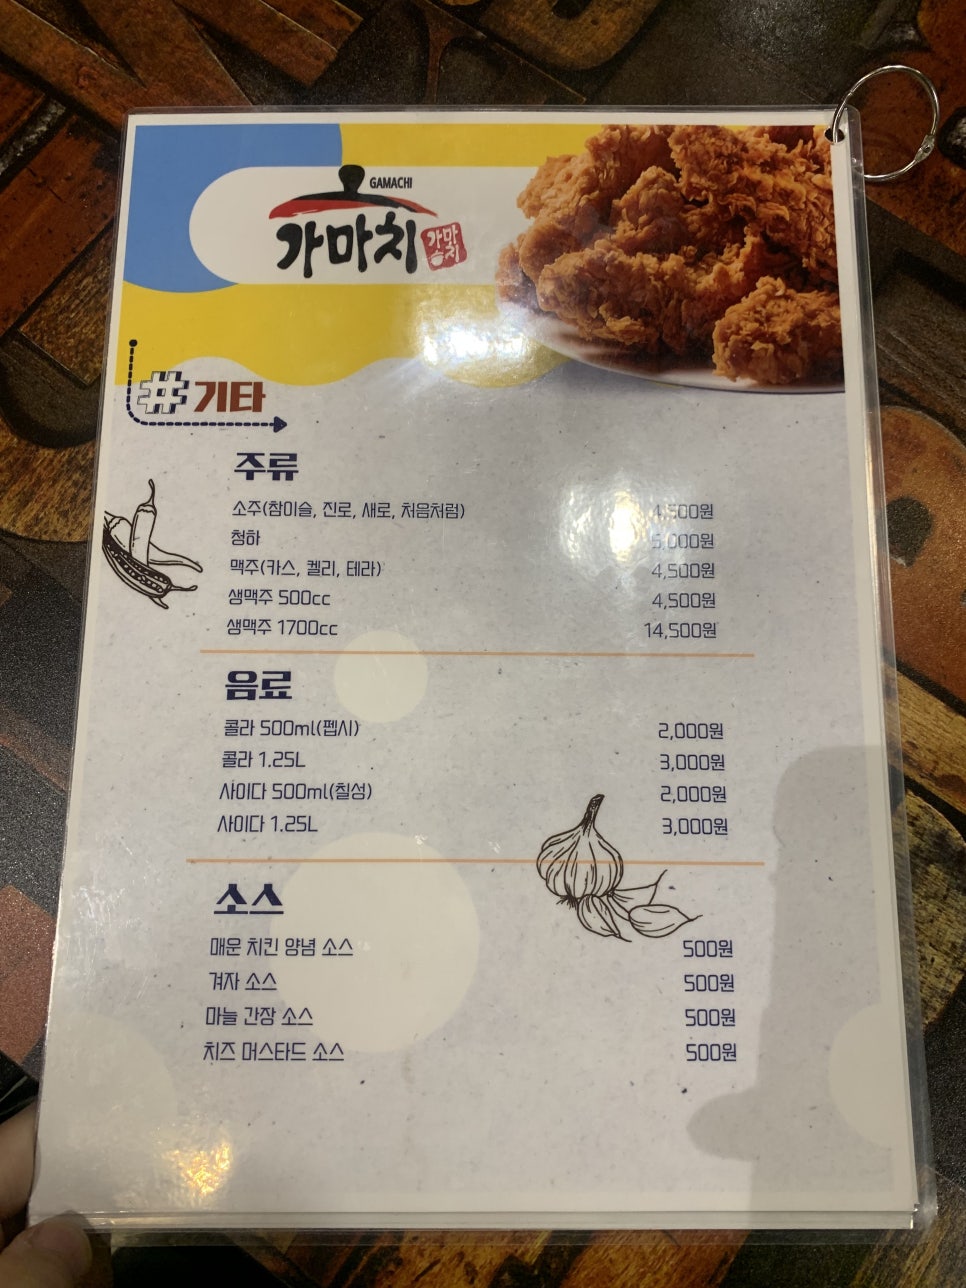 GAMACHI
가마치
가마치
#기타
주류
소주(참이슬, 진로, 새로, 처음처럼) 4,500원
청하 5,000원
맥주(카스, 켈리, 테라) 4,500원
생맥주 500cc 4,500원
생맥주 1700cc 14,500원
음료
콜라 500ml(펩시) 2,000원
콜라 1.25L 3,000원
사이다 500ml(칠성) 2,000원
사이다 1.25L 3,000원
소스
매운 치킨 양념 소스 500원
겨자 소스 500원
마늘 간장 소스 500원
치즈 머스타드 소스 500원